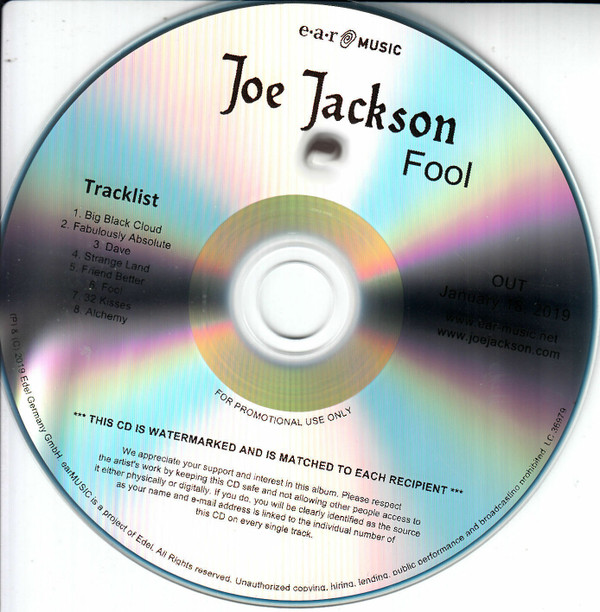 e·a·r MUSIC
Joe Jackson
Fool
Tracklist
1. Big Black Cloud
2. Fabulously Absolute
3. Dave
4. Strange Land
5. Friend Better
6. Fool
7. 32 Kisses
8. Alchemy
OUT
January 18, 2019
www.ear-music.net
www.joejackson.com
FOR PROMOTIONAL USE ONLY
*** THIS CD IS WATERMARKED AND IS MATCHED TO EACH RECIPIENT ***
We appreciate your support and interest in this album. Please respect
the artist's work by keeping this CD safe and not allowing other people access to
it either physically or digitally. If you do, you will be clearly identified as the source
as your name and e-mail address is linked to the individual number of
this CD on every single track.
(P) & (C) 2019 Edel Germany GmbH. earMUSIC is a project of Edel. All Rights reserved. Unauthorized copying, hiring, lending, public performance and broadcasting prohibited. LC 36979